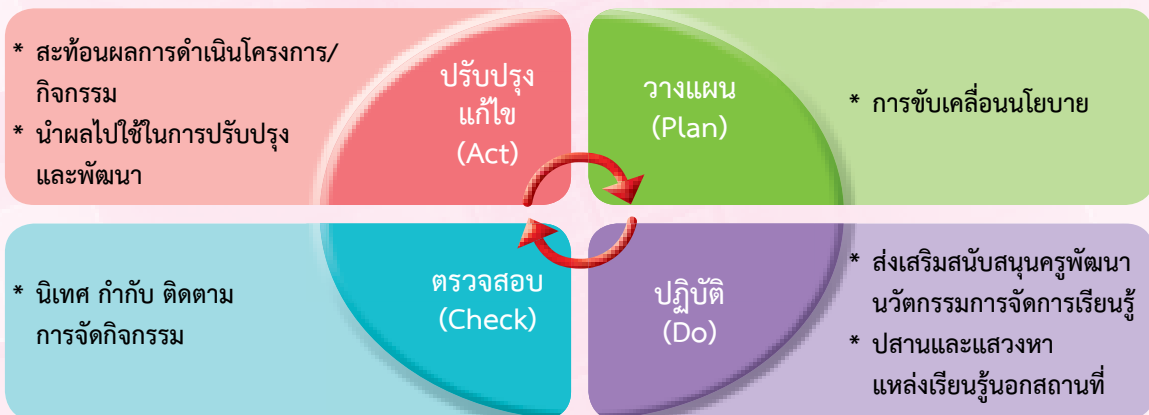 * สะท้อนผลการดำเนินโครงการ/
กิจกรรม
* นำผลไปใช้ในการปรับปรุง
และพัฒนา
ปรับปรุง
แก้ไข
(Act)
วางแผน
(Plan)
* การขับเคลื่อนนโยบาย
* นิเทศ กำกับ ติดตาม
การจัดกิจกรรม
ตรวจสอบ
(Check)
ปฏิบัติ
(Do)
* ส่งเสริมสนับสนุนครูพัฒนา
นวัตกรรมการจัดการเรียนรู้
* ปสานและแสวงหา
แหล่งเรียนรู้นอกสถานที่